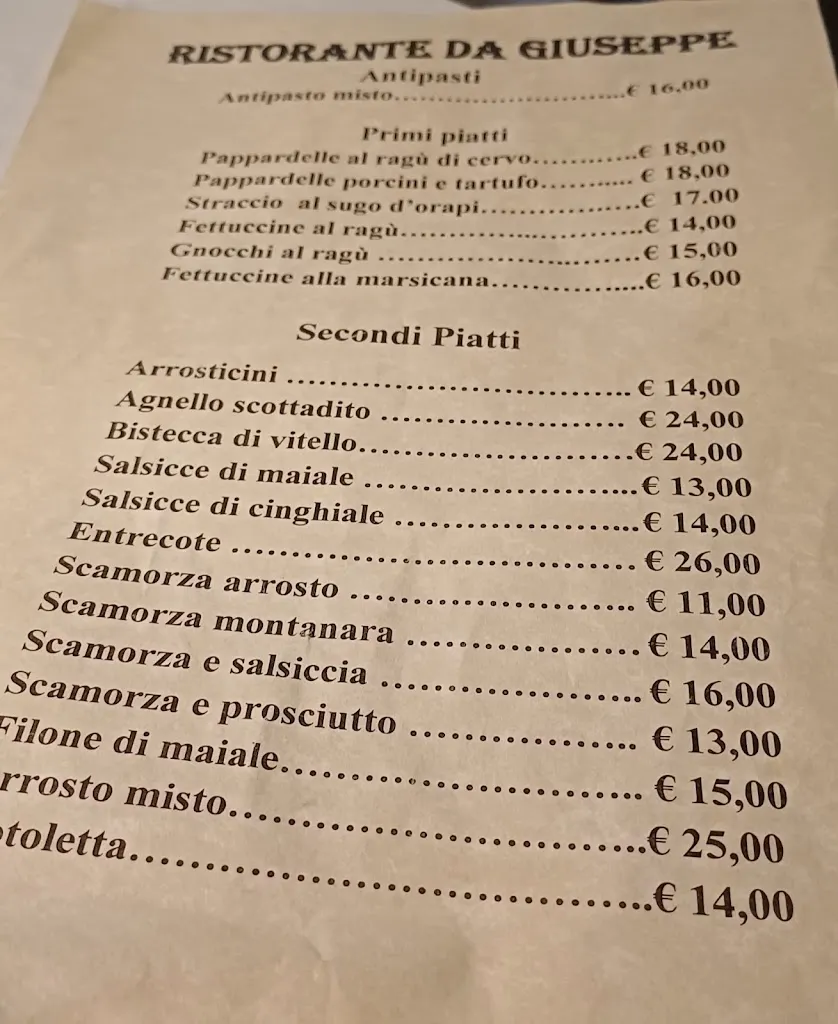 RISTORANTE DA GIUSEPPE
Antipasti
Antipasto misto..............................€ 16,00
Primi piatti
Pappardelle al ragù di cervo............€ 18,00
Pappardelle porcini e tartufo........... € 18,00
Straccio al sugo d'orapi..................€ 17.00
Fettuccine al ragù............................€ 14,00
Gnocchi al ragù ..............................€ 15,00
Fettuccine alla marsicana.................€ 16,00
Secondi Piatti
Arrosticini ................................ € 14,00
Agnello scottadito ....................... € 24,00
Bistecca di vitello..........................€ 24,00
Salsicce di maiale ..........................€ 13,00
Salsicce di cinghiale .......................€ 14,00
Entrecote .................................... € 26,00
Scamorza arrosto ......................... € 11,00
Scamorza montanara .....................€ 14,00
Scamorza e salsiccia ..................... € 16,00
Scamorza e prosciutto .................. € 13,00
Filone di maiale............................ € 15,00
rrosto misto................................€ 25,00
toletta........................................€ 14,00